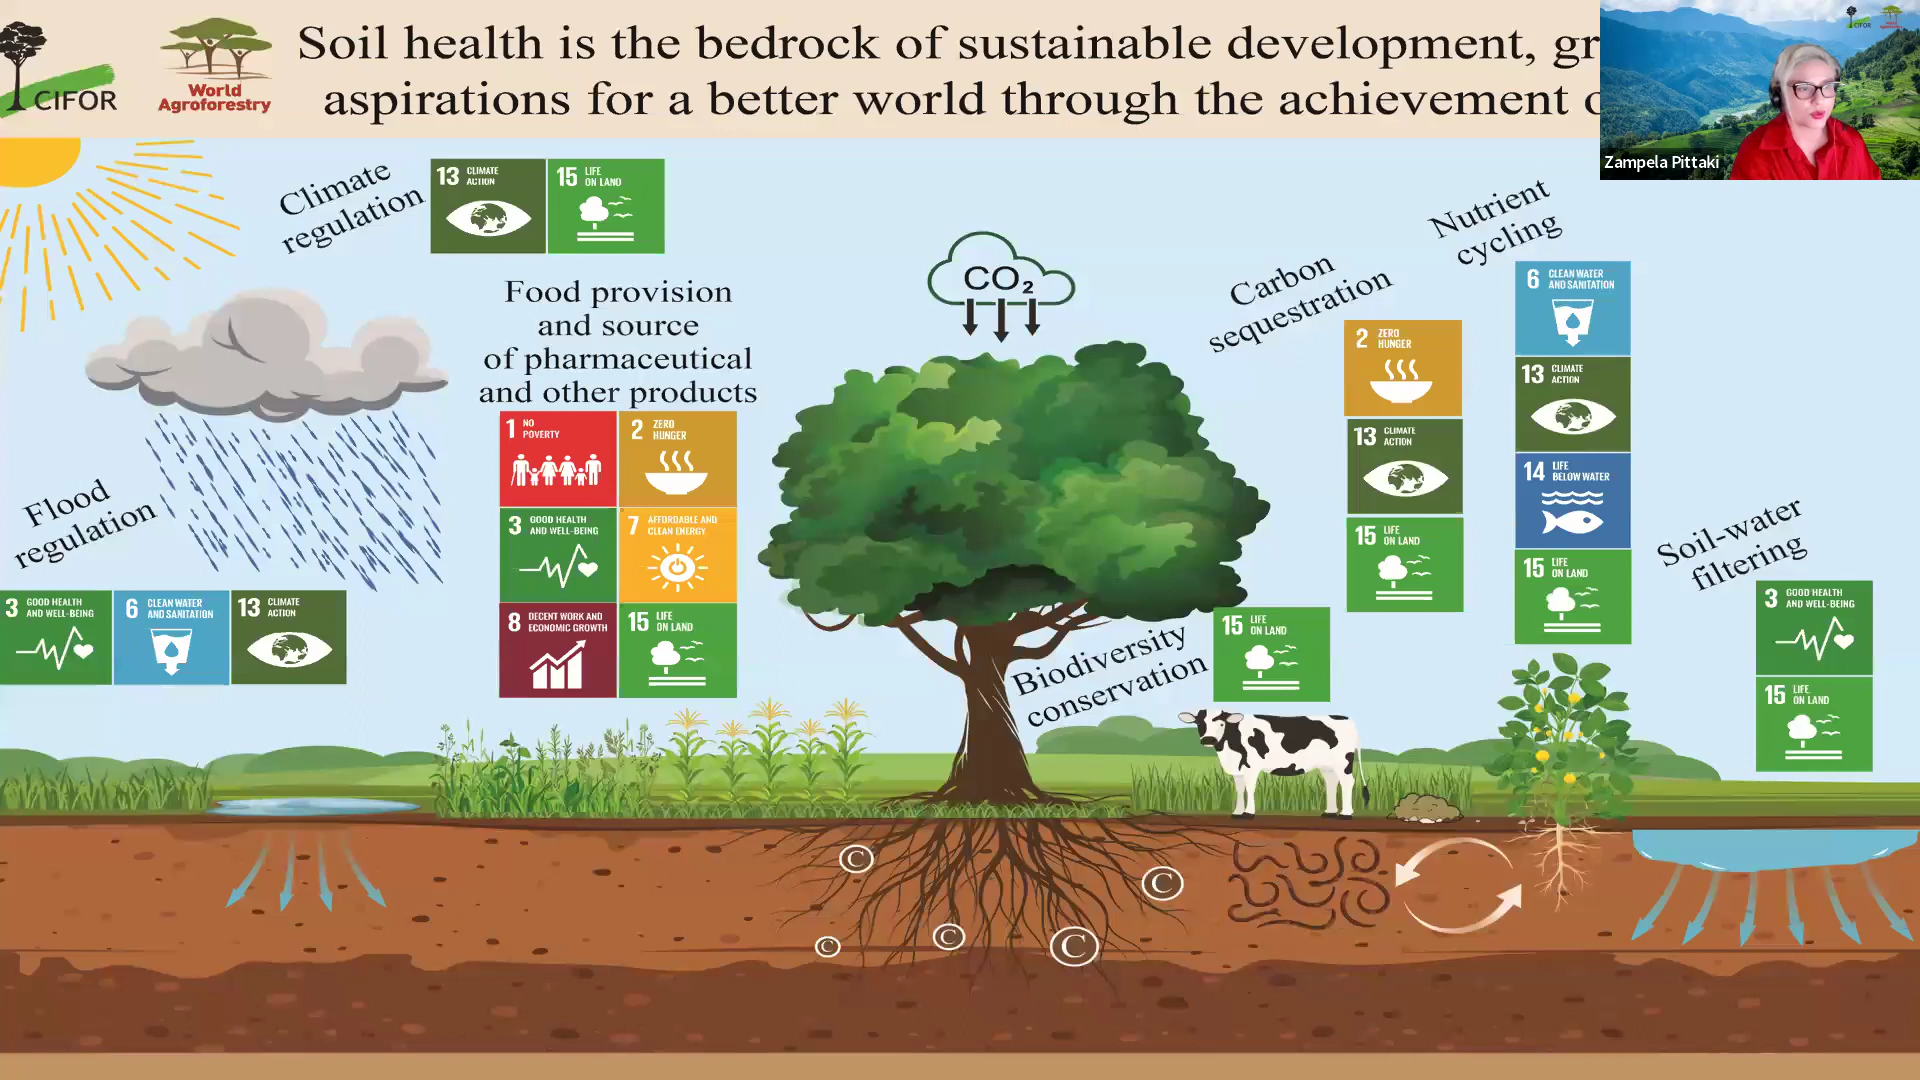 CIFOR
World
Agroforestry
Soil health is the bedrock of sustainable development, gr
aspirations for a better world through the achievement o
CIFOR
Zampela Pittaki
Climate
regulation
13 CLIMATE
ACTION
15 LIFE
ON LAND
Food provision
and source
of pharmaceutical
and other products
1 NO
POVERTY
2 ZERO
HUNGER
3 GOOD HEALTH
AND WELL-BEING
7 AFFORDABLE AND
CLEAN ENERGY
8 DECENT WORK AND
ECONOMIC GROWTH
15 LIFE
ON LAND
Flood
regulation
3 GOOD HEALTH
AND WELL-BEING
6 CLEAN WATER
AND SANITATION
13 CLIMATE
ACTION
CO₂
Carbon
sequestration
2 ZERO
HUNGER
13 CLIMATE
ACTION
15 LIFE
ON LAND
Nutrient
cycling
6 CLEAN WATER
AND SANITATION
13 CLIMATE
ACTION
14 LIFE
BELOW WATER
15 LIFE
ON LAND
Biodiversity
conservation
15 LIFE
ON LAND
Soil-water
filtering
3 GOOD HEALTH
AND WELL-BEING
15 LIFE
ON LAND
C
C
C
C
C